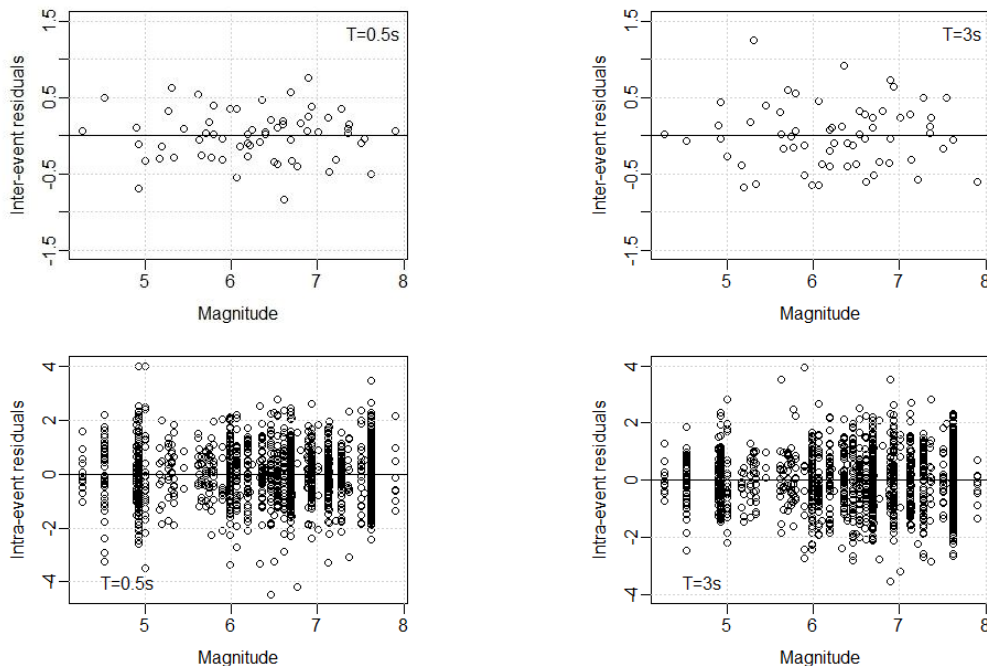 T=0.5s
Inter-event residuals
1.5
0.5
-0.5
-1.5
5 6 7 8
Magnitude
T=3s
Inter-event residuals
1.5
0.5
-0.5
-1.5
5 6 7 8
Magnitude
Intra-event residuals
4
2
0
-2
-4
T=0.5s
5 6 7 8
Magnitude
Intra-event residuals
4
2
0
-2
-4
T=3s
5 6 7 8
Magnitude